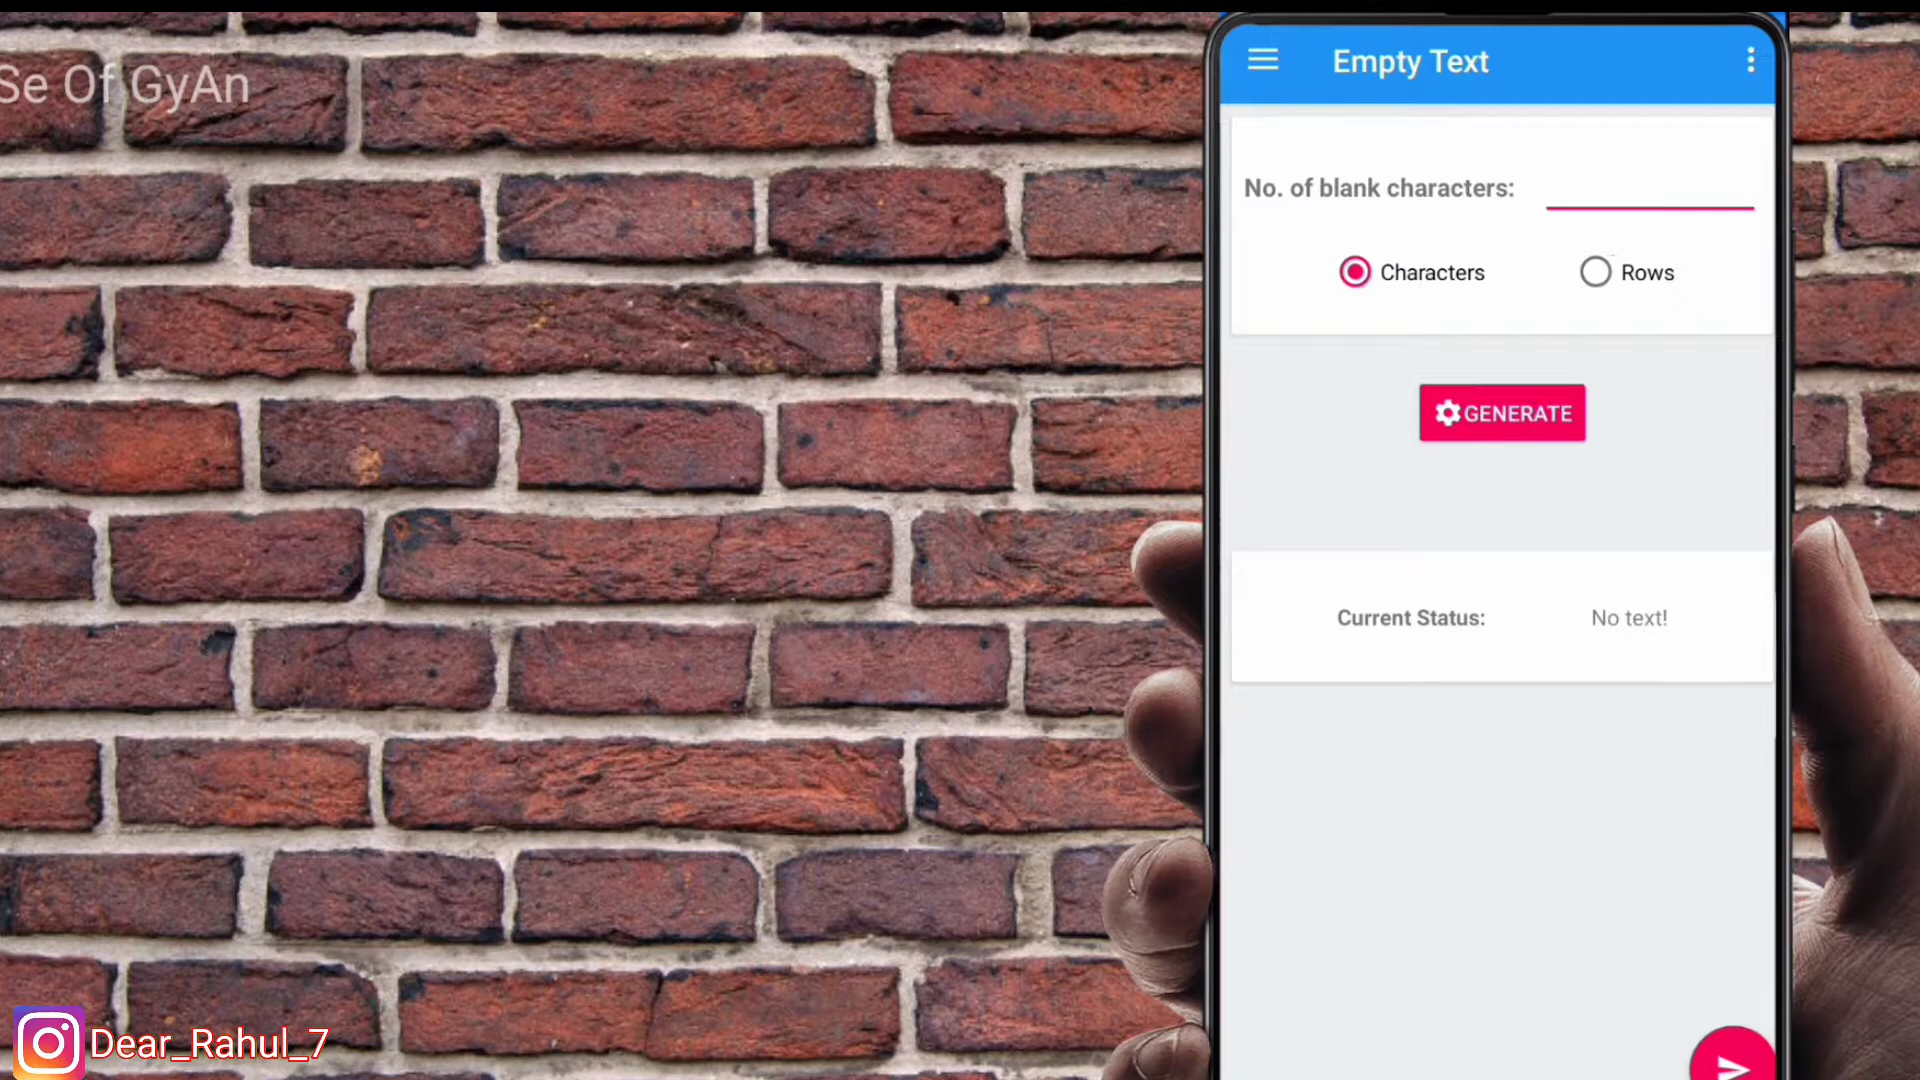 Se Of GyAn
Empty Text
No. of blank characters:
Characters
Rows
GENERATE
Current Status:
No text!
Dear_Rahul_7